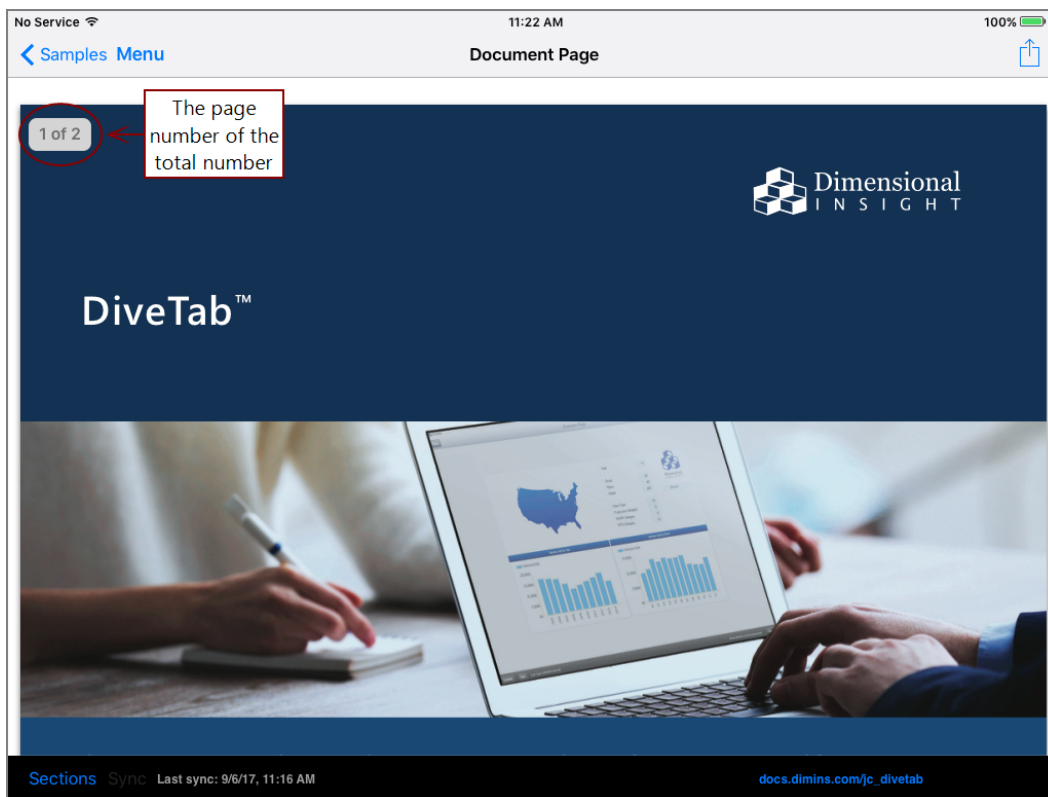 No Service 11:22 AM 100%
Samples Menu Document Page
1 of 2
The page
number of the
total number
Dimensional
INSIGHT
DiveTab™
Sections Sync Last sync: 9/6/17, 11:16 AM docs.dimins.com/jc_divetab